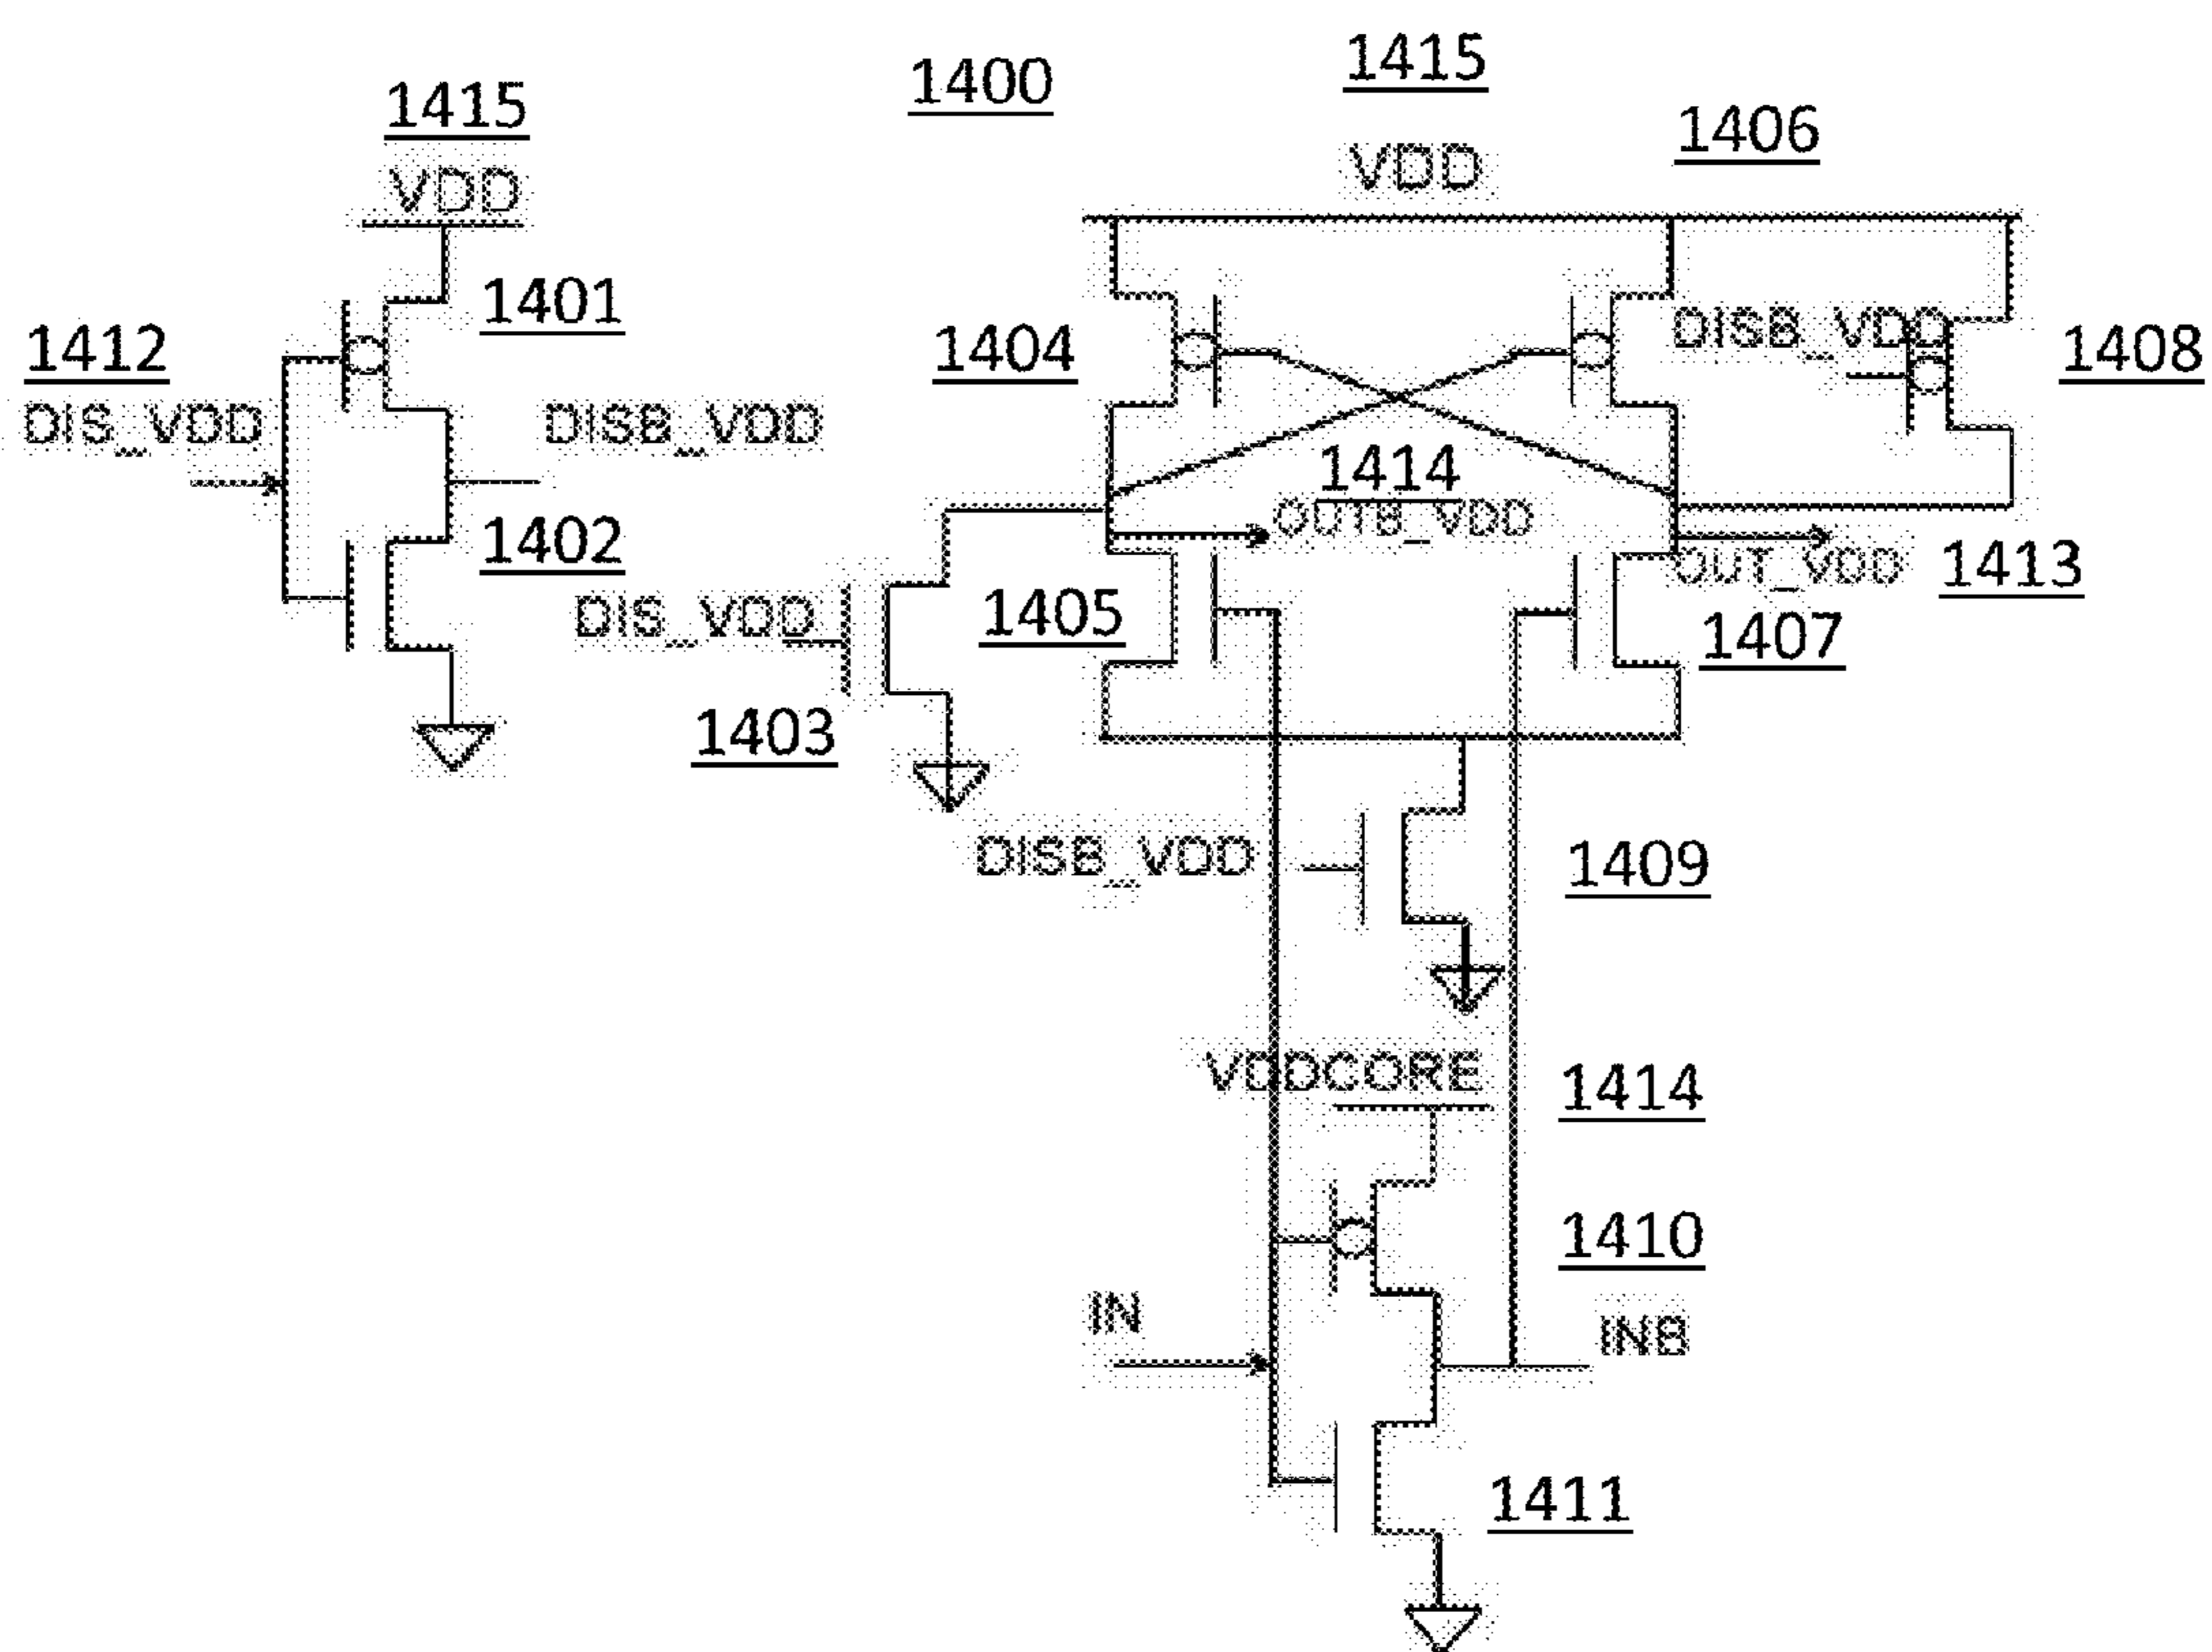 1400
1415
VDD
1415
VDD
1406
1401
1412
DIS_VDD
DISB_VDD
1402
1404
DISB_VDD
1408
1414
OUTB_VDD
OUT_VDD
1413
DIS_VDD
1403
1405
1407
DISB_VDD
1409
VDDCORE
1414
1410
IN
INB
1411